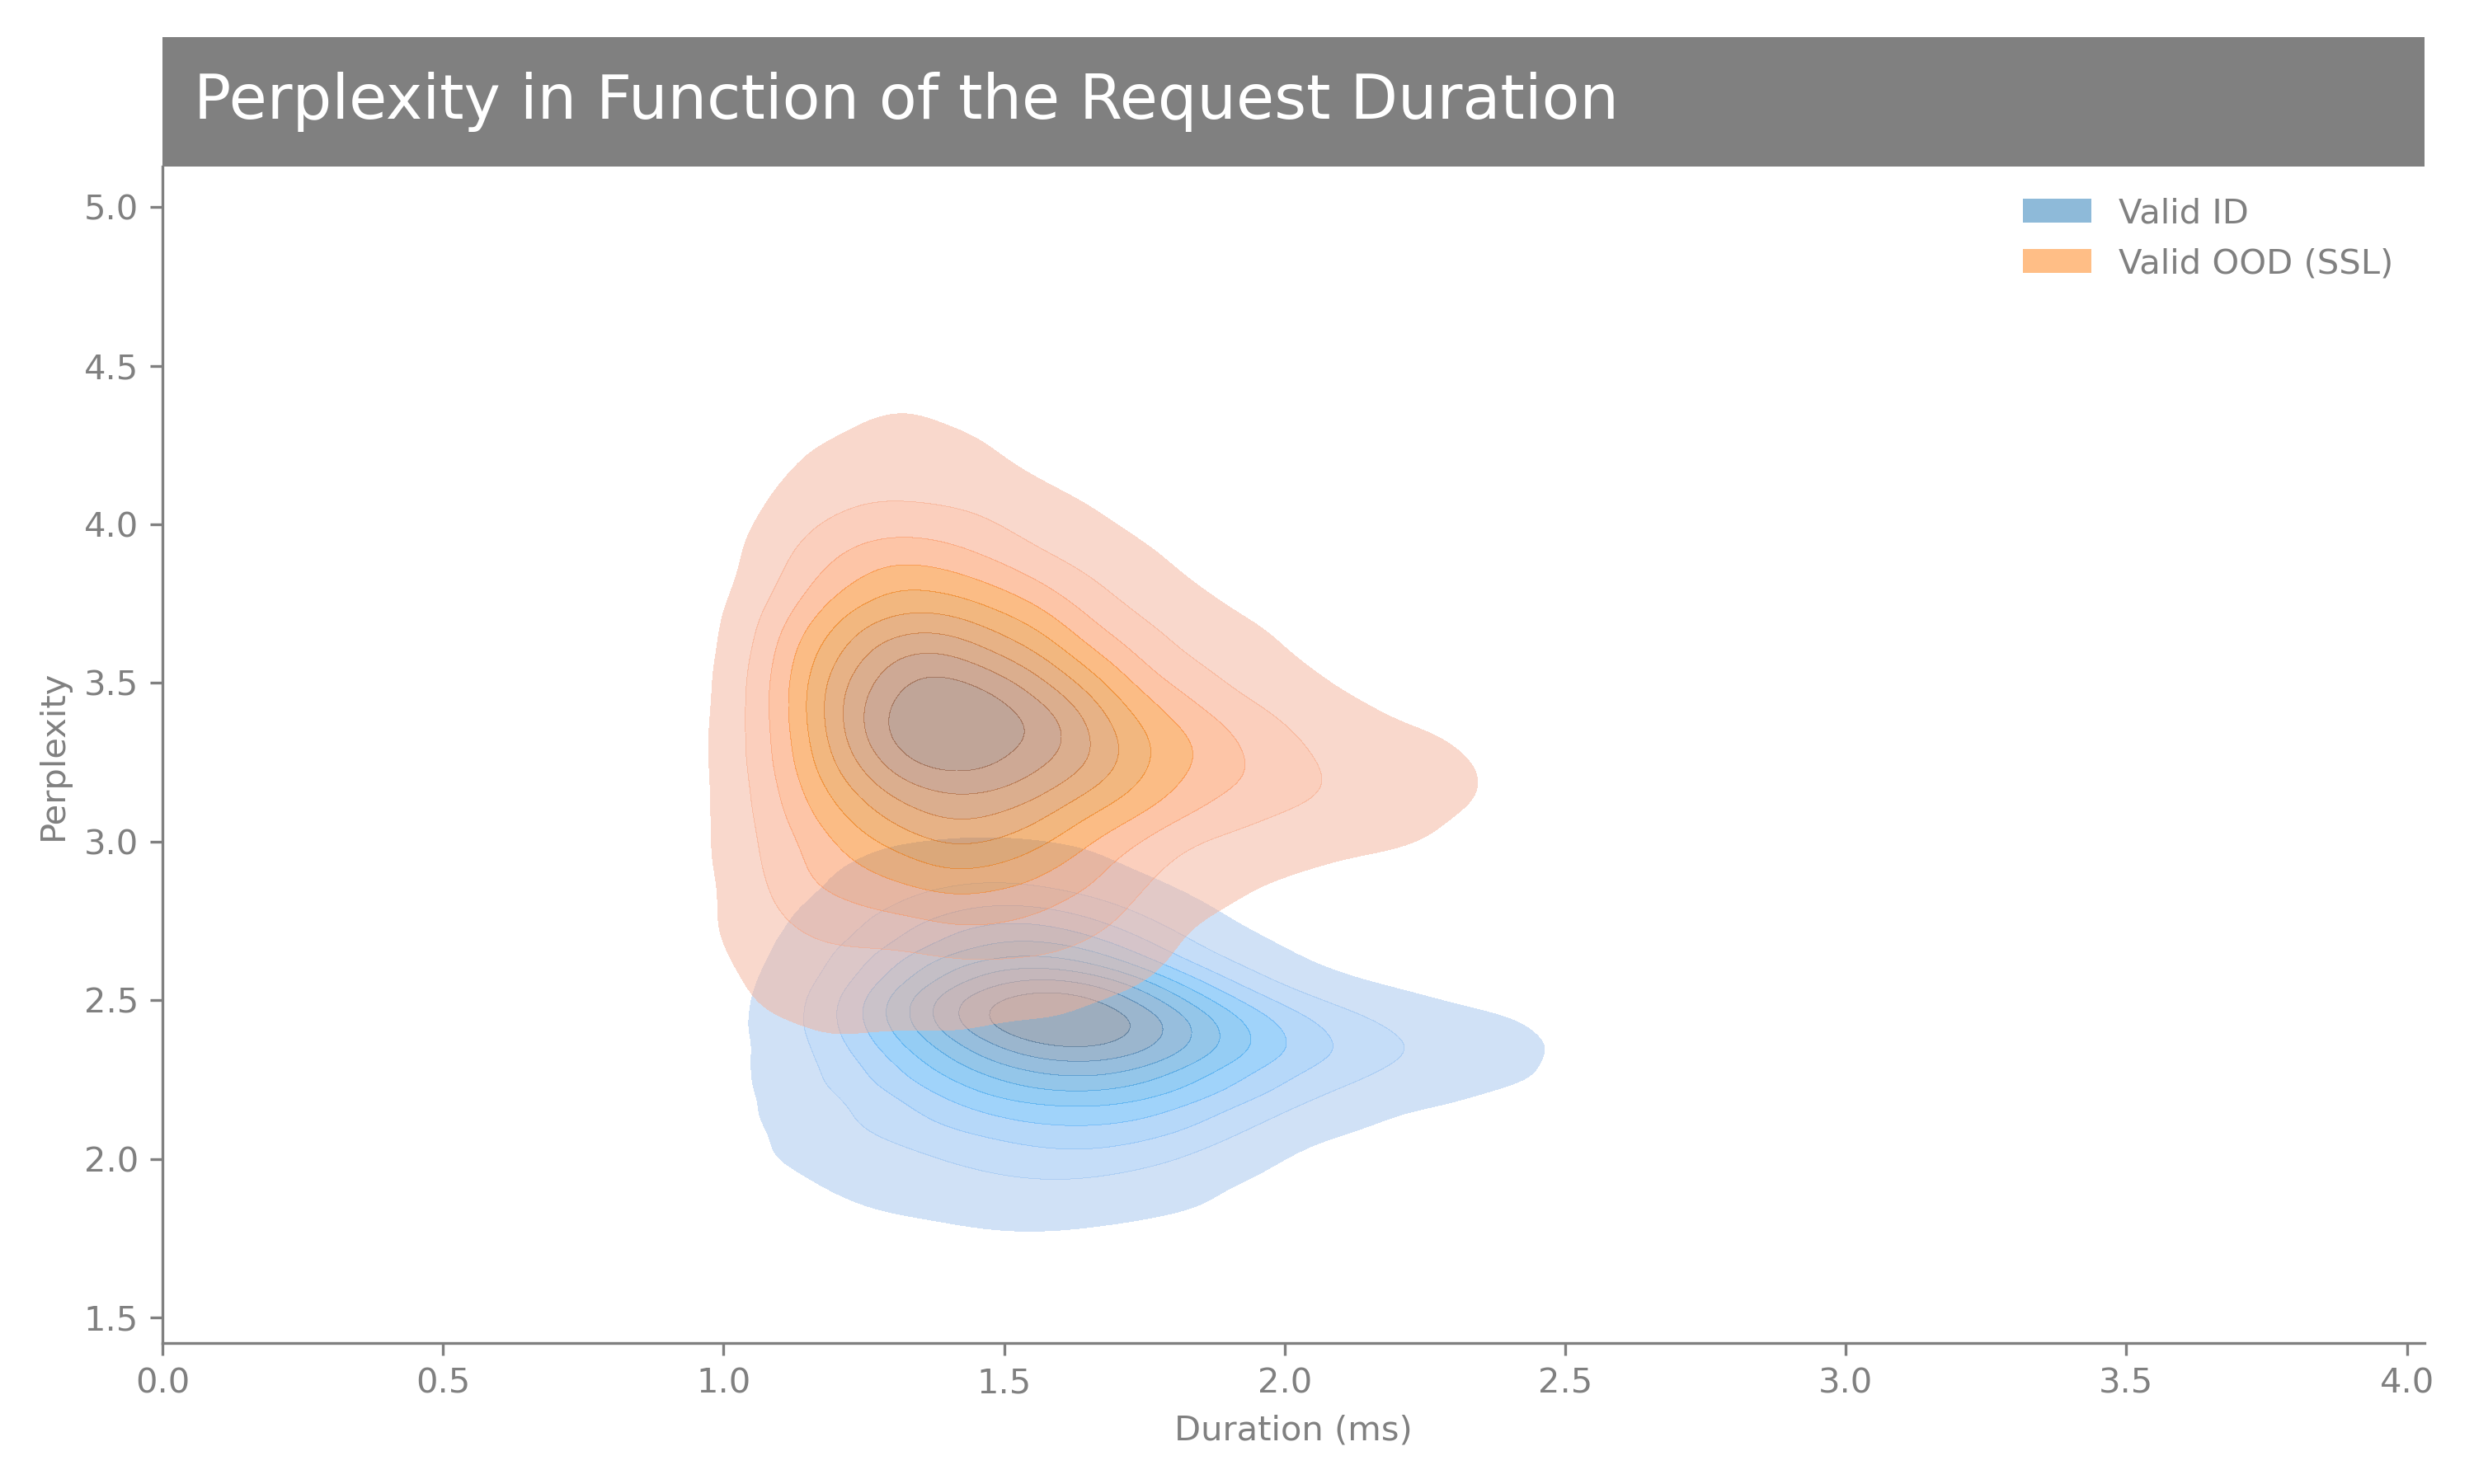 Perplexity in Function of the Request Duration
Valid ID
Valid OOD (SSL)
5.0
4.5
4.0
3.5
3.0
2.5
2.0
1.5
Perplexity
0.0 0.5 1.0 1.5 2.0 2.5 3.0 3.5 4.0
Duration (ms)